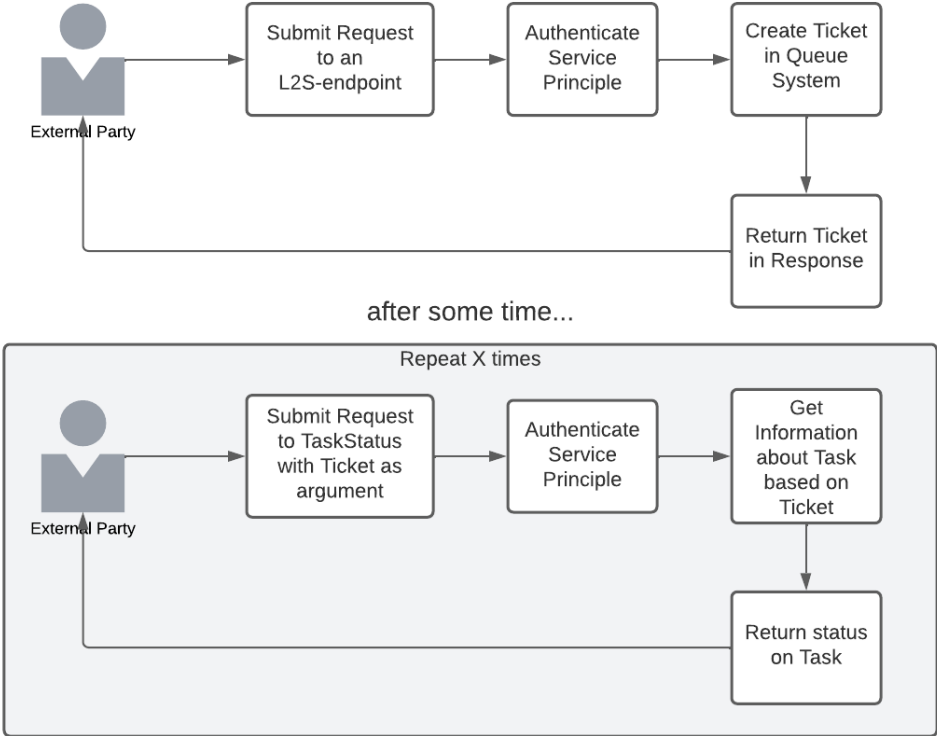 Submit Request
to an
L2S-endpoint
Authenticate
Service
Principle
Create Ticket
in Queue
System
External Party
Return Ticket
in Response
after some time...
Repeat X times
Submit Request
to TaskStatus
with Ticket as
argument
Authenticate
Service
Principle
Get
Information
about Task
based on
Ticket
External Party
Return status
on Task